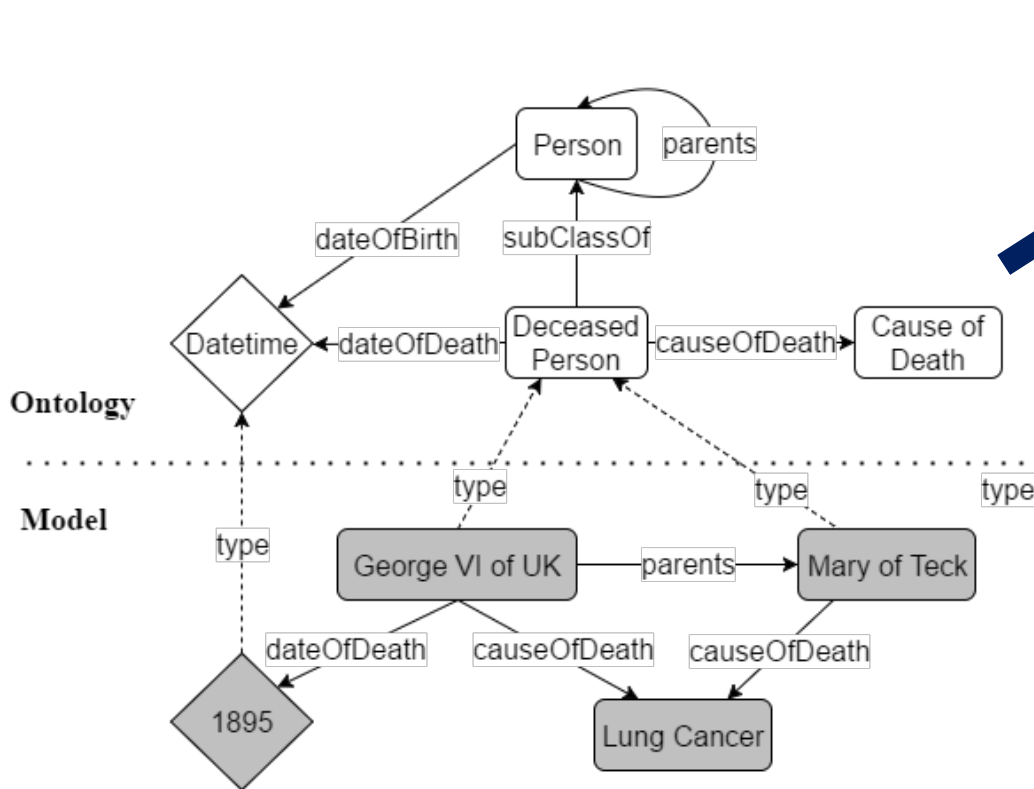 Person
parents
dateOfBirth
subClassOf
Datetime
dateOfDeath
Deceased
Person
causeOfDeath
Cause of
Death
Ontology
type
type
type
Model
type
George VI of UK
parents
Mary of Teck
dateOfDeath
causeOfDeath
causeOfDeath
1895
Lung Cancer